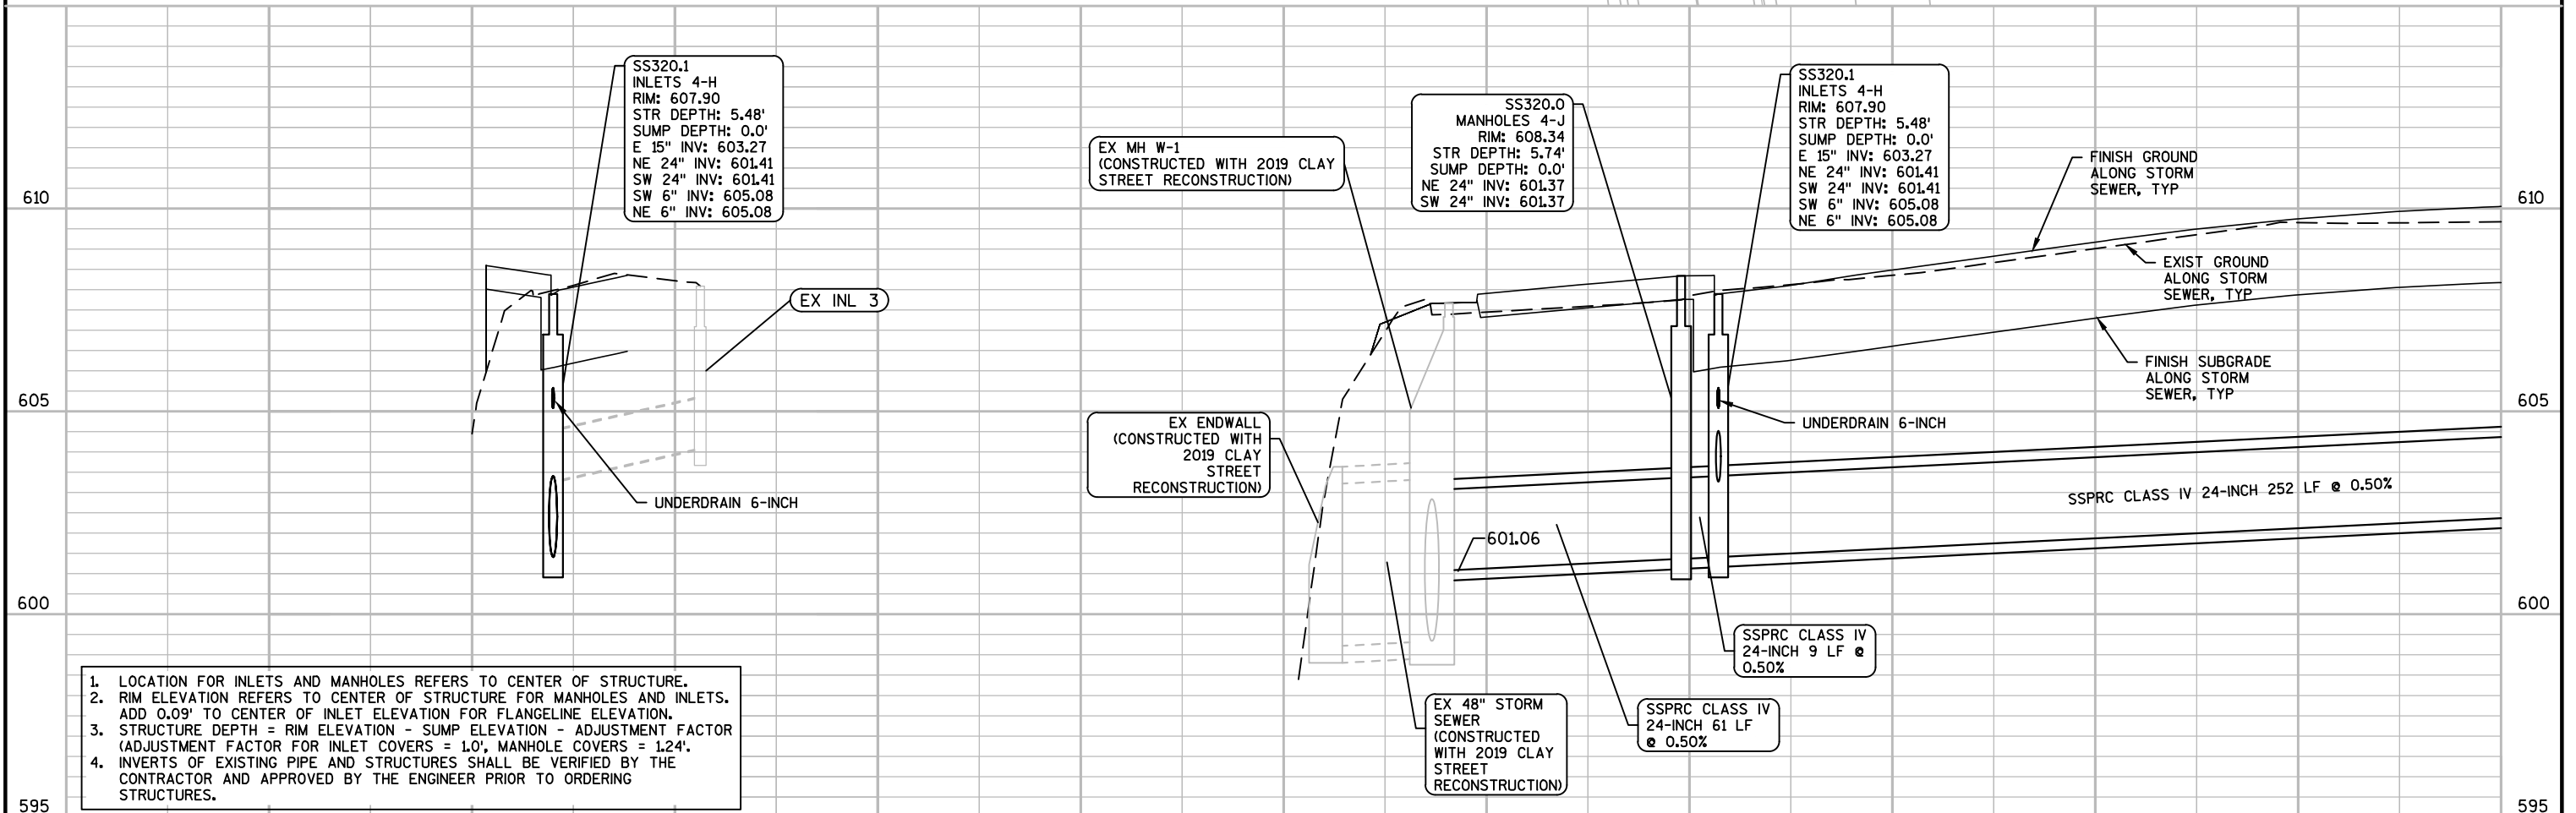 SS320.1
INLETS 4-H
RIM: 607.90
STR DEPTH: 5.48'
SUMP DEPTH: 0.0'
E 15" INV: 603.27
NE 24" INV: 601.41
SW 24" INV: 601.41
SW 6" INV: 605.08
NE 6" INV: 605.08
EX MH W-1
(CONSTRUCTED WITH 2019 CLAY
STREET RECONSTRUCTION)
SS320.0
MANHOLES 4-J
RIM: 608.34
STR DEPTH: 5.74'
SUMP DEPTH: 0.0'
NE 24" INV: 601.37
SW 24" INV: 601.37
SS320.1
INLETS 4-H
RIM: 607.90
STR DEPTH: 5.48'
SUMP DEPTH: 0.0'
E 15" INV: 603.27
NE 24" INV: 601.41
SW 24" INV: 601.41
SW 6" INV: 605.08
NE 6" INV: 605.08
FINISH GROUND
ALONG STORM
SEWER, TYP
610
610
EXIST GROUND
ALONG STORM
SEWER, TYP
EX INL 3
FINISH SUBGRADE
ALONG STORM
SEWER, TYP
605
605
EX ENDWALL
(CONSTRUCTED WITH
2019 CLAY
STREET
RECONSTRUCTION)
UNDERDRAIN 6-INCH
UNDERDRAIN 6-INCH
SSPRC CLASS IV 24-INCH 252 LF @ 0.50%
601.06
600
600
SSPRC CLASS IV
24-INCH 9 LF @
0.50%
EX 48" STORM
SEWER
(CONSTRUCTED
WITH 2019 CLAY
STREET
RECONSTRUCTION)
SSPRC CLASS IV
24-INCH 61 LF
@ 0.50%
1. LOCATION FOR INLETS AND MANHOLES REFERS TO CENTER OF STRUCTURE.
2. RIM ELEVATION REFERS TO CENTER OF STRUCTURE FOR MANHOLES AND INLETS.
ADD 0.09' TO CENTER OF INLET ELEVATION FOR FLANGELINE ELEVATION.
3. STRUCTURE DEPTH = RIM ELEVATION - SUMP ELEVATION - ADJUSTMENT FACTOR
(ADJUSTMENT FACTOR FOR INLET COVERS = 1.0', MANHOLE COVERS = 1.24'.
4. INVERTS OF EXISTING PIPE AND STRUCTURES SHALL BE VERIFIED BY THE
CONTRACTOR AND APPROVED BY THE ENGINEER PRIOR TO ORDERING
STRUCTURES.
595
595